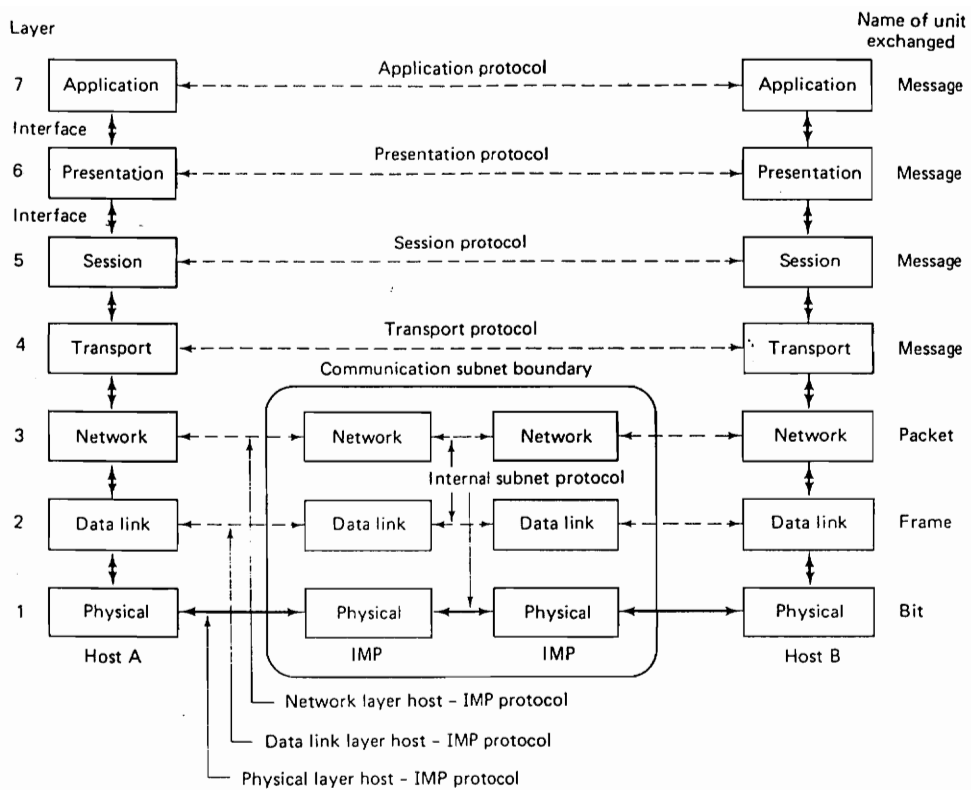 Layer
Name of unit
exchanged
7
Application
Application protocol
Application
Message
Interface
6
Presentation
Presentation protocol
Presentation
Message
Interface
5
Session
Session protocol
Session
Message
4
Transport
Transport protocol
Transport
Message
Communication subnet boundary
3
Network
Network
Network
Network
Packet
Internal subnet protocol
2
Data link
Data link
Data link
Data link
Frame
1
Physical
Physical
Physical
Physical
Bit
Host A
IMP
IMP
Host B
Network layer host – IMP protocol
Data link layer host – IMP protocol
Physical layer host – IMP protocol